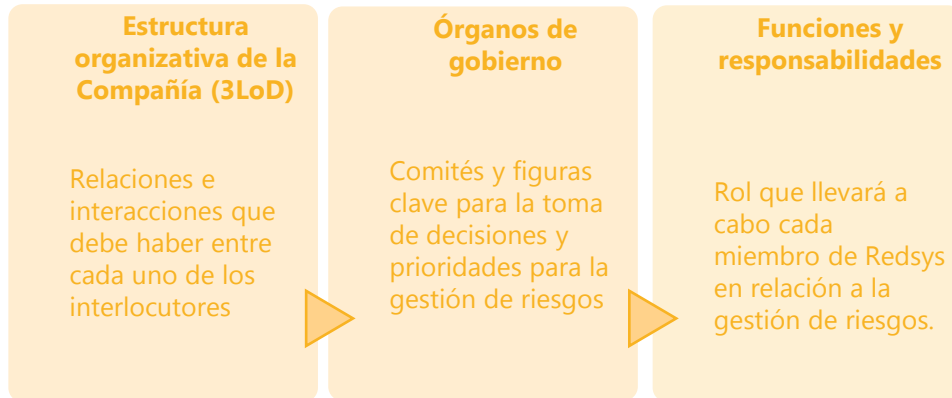 Estructura
organizativa de la
Compañía (3LoD)
Relaciones e
interacciones que
debe haber entre
cada uno de los
interlocutores
Órganos de
gobierno
Comités y figuras
clave para la toma
de decisiones y
prioridades para la
gestión de riesgos
Funciones y
responsabilidades
Rol que llevará a
cabo cada
miembro de Redsys
en relación a la
gestión de riesgos.